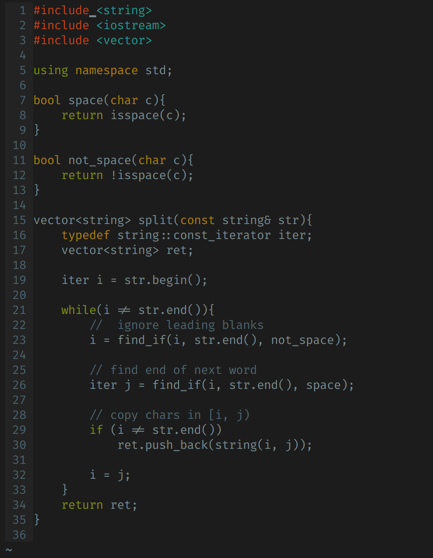 1 #include <string>
2 #include <iostream>
3 #include <vector>
4
5 using namespace std;
6
7 bool space(char c){
8     return isspace(c);
9 }
10
11 bool not_space(char c){
12     return !isspace(c);
13 }
14
15 vector<string> split(const string& str){
16     typedef string::const_iterator iter;
17     vector<string> ret;
18
19     iter i = str.begin();
20
21     while(i != str.end()){
22         //  ignore leading blanks
23         i = find_if(i, str.end(), not_space);
24
25         // find end of next word
26         iter j = find_if(i, str.end(), space);
27
28         // copy chars in [i, j)
29         if (i != str.end())
30             ret.push_back(string(i, j));
31
32         i = j;
33     }
34     return ret;
35 }
36
~